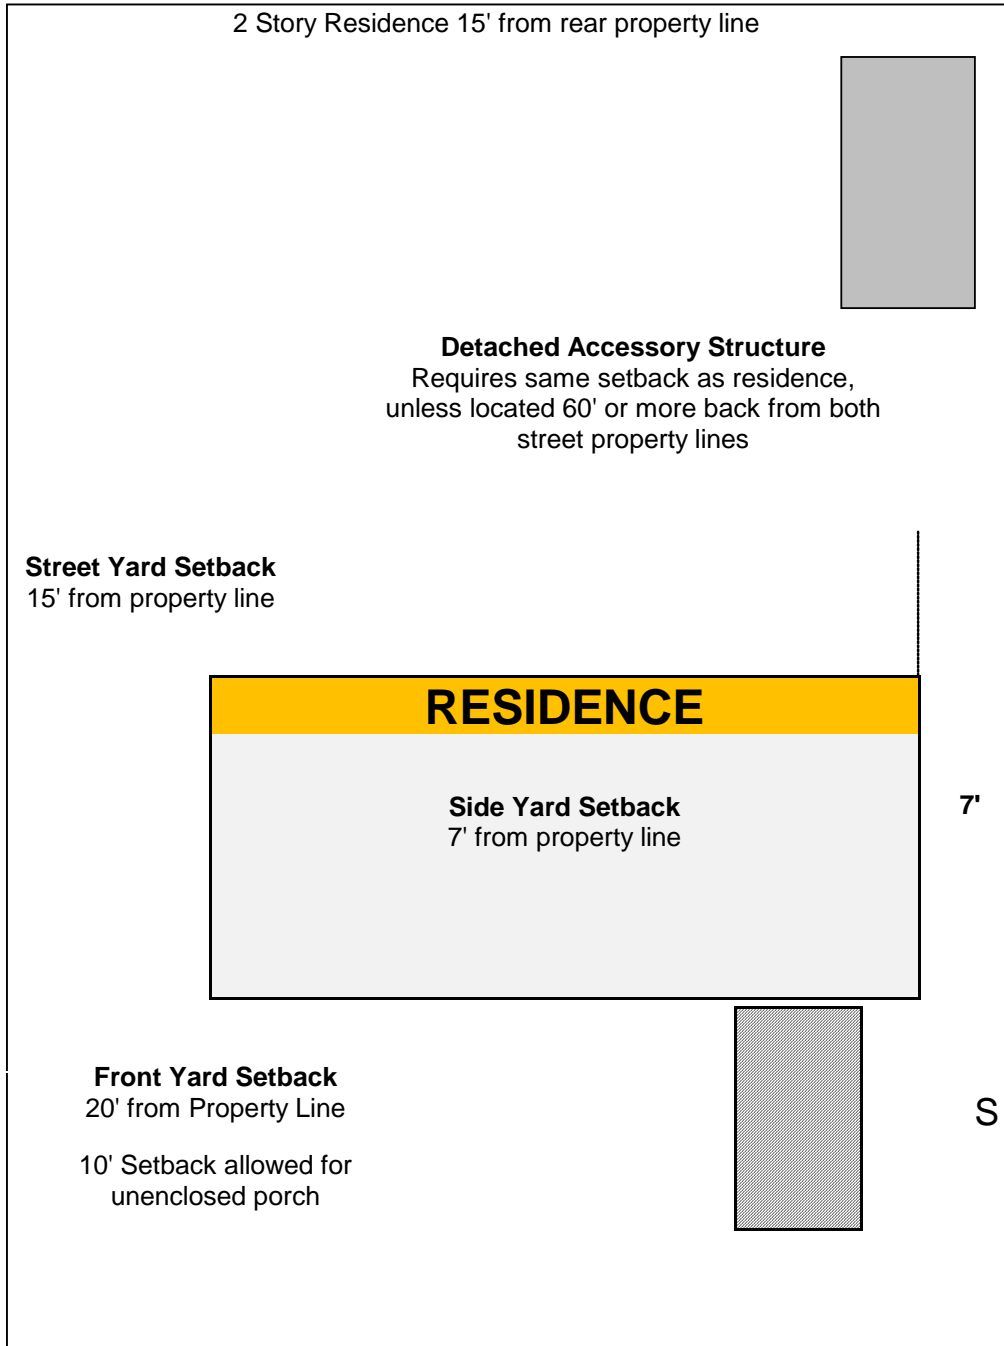 2 Story Residence 15' from rear property line
Detached Accessory Structure
Requires same setback as residence,
unless located 60' or more back from both
street property lines
Street Yard Setback
15' from property line
RESIDENCE
Side Yard Setback
7' from property line
7'
Front Yard Setback
20' from Property Line
S
10' Setback allowed for
unenclosed porch